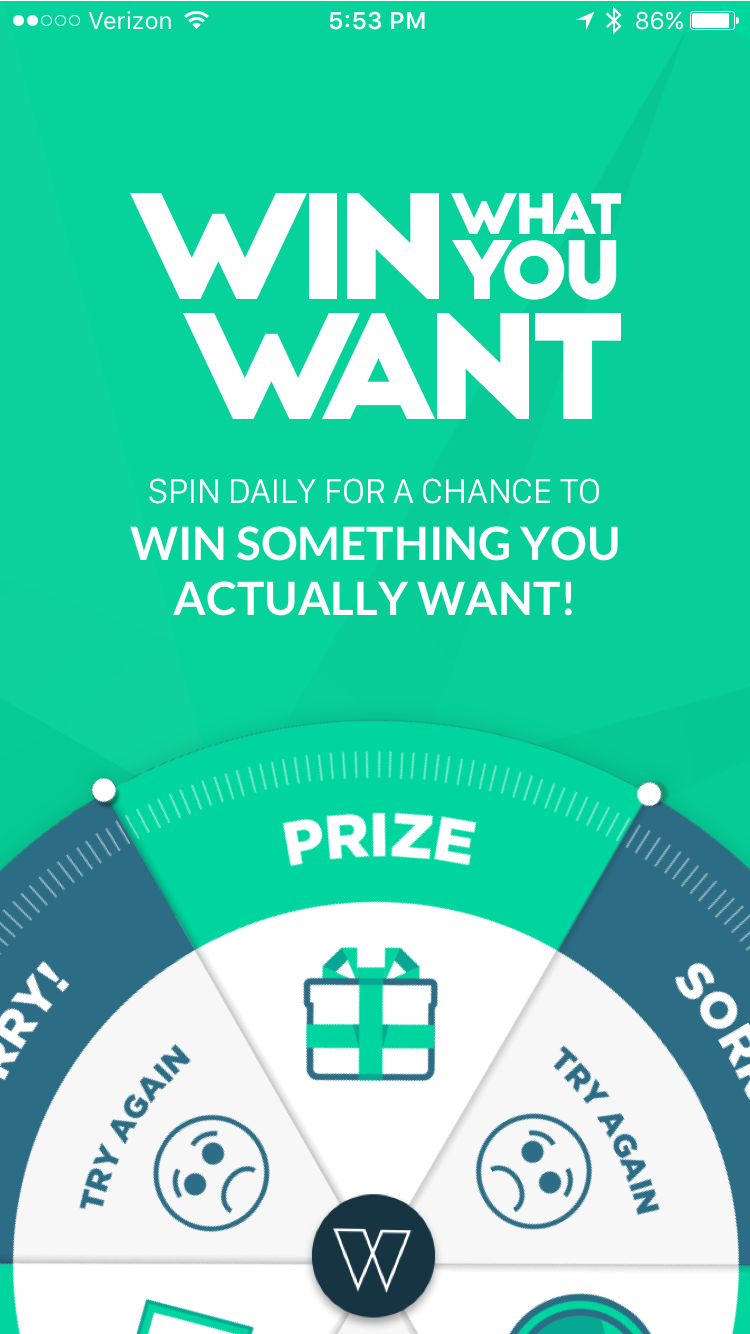 Verizon 5:53 PM 86%
WIN WHAT
YOU
WANT
SPIN DAILY FOR A CHANCE TO
WIN SOMETHING YOU
ACTUALLY WANT!
PRIZE
RRY!
SORR
TRY AGAIN
TRY AGAIN
W